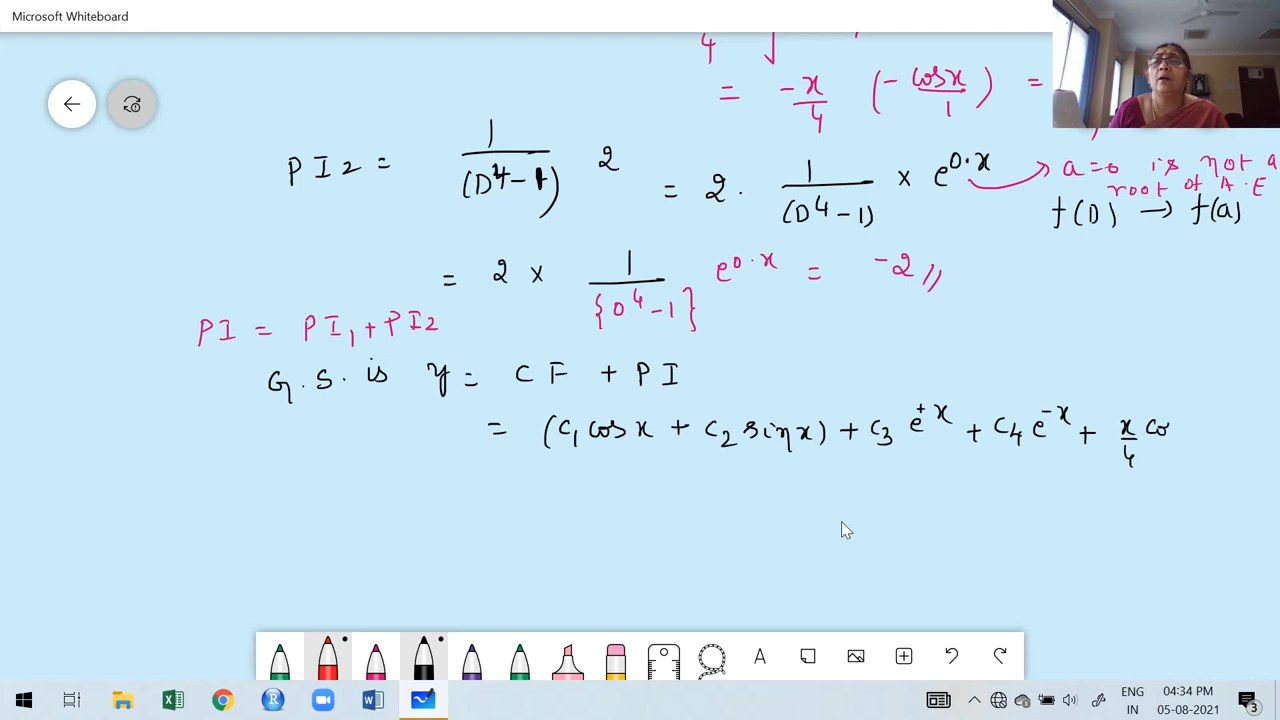 Microsoft Whiteboard
4 ∫
= -x/4 (- cos x/1) =
PI2 = 1/(D⁴-1) 2 = 2 · 1/(D⁴-1) × e^0·x → a=0 is not a
root of A.E
f(D) → f(a)
= 2 × 1/{0⁴-1} e^0·x = -2 //
PI = PI₁ + PI2
G.S. is y = CF + PI
= (c₁ cos x + c₂ sin x) + c₃ e^+x + c₄ e^-x + x/4 co
ENG
IN
04:34 PM
05-08-2021
3